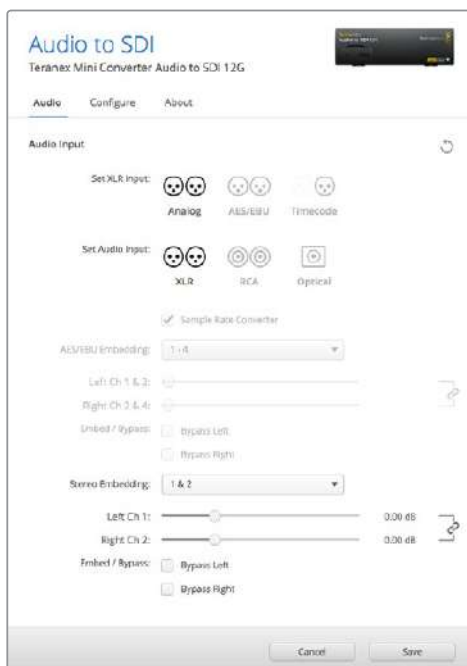 Audio to SDI
Teranex Mini Converter Audio to SDI 12G
Audio Configure About
Audio Input
Set XLR Input:
Analog AES/EBU Timecode
Set Audio Input:
XLR RCA Optical
Sample Rate Converter
AES/EBU Embedding: 1 - 4
Left Ch 1 & 3:
Right Ch 2 & 4:
Embed / Bypass: Bypass Left
Bypass Right
Stereo Embedding: 1 & 2
Left Ch 1: 0.00 dB
Right Ch 2: 0.00 dB
Embed / Bypass: Bypass Left
Bypass Right
Cancel Save